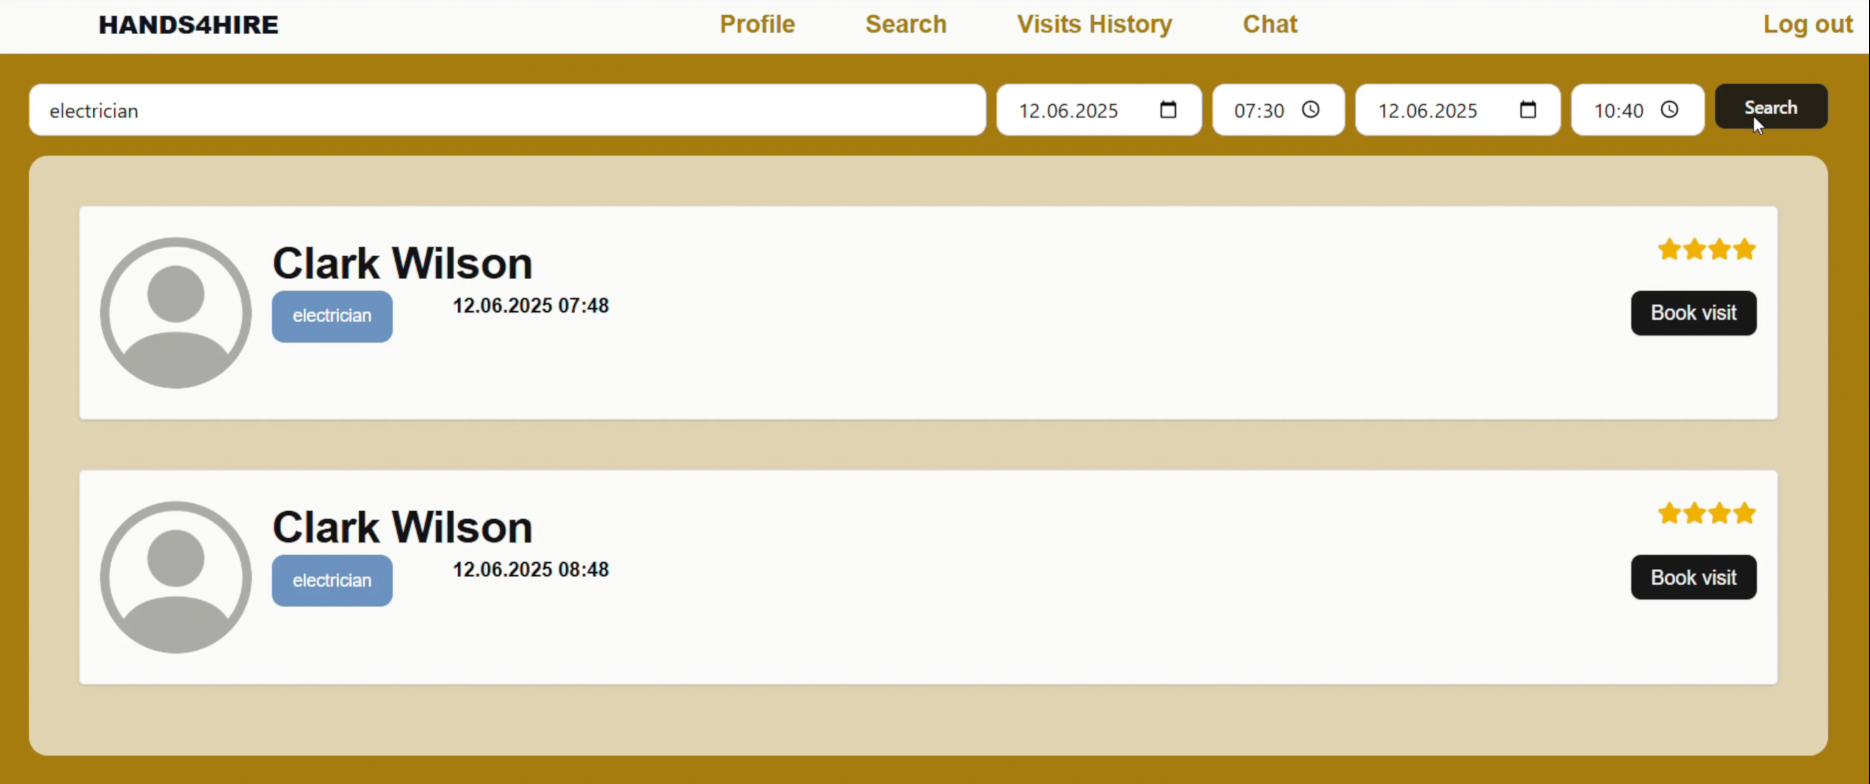 HANDS4HIRE Profile Search Visits History Chat Log out
electrician 12.06.2025 07:30 12.06.2025 10:40 Search
Clark Wilson
electrician 12.06.2025 07:48
Book visit
Clark Wilson
electrician 12.06.2025 08:48
Book visit